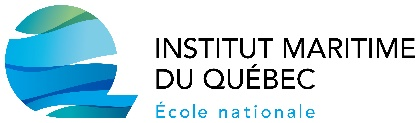 INSTITUT MARITIME
DU QUÉBEC
École nationale